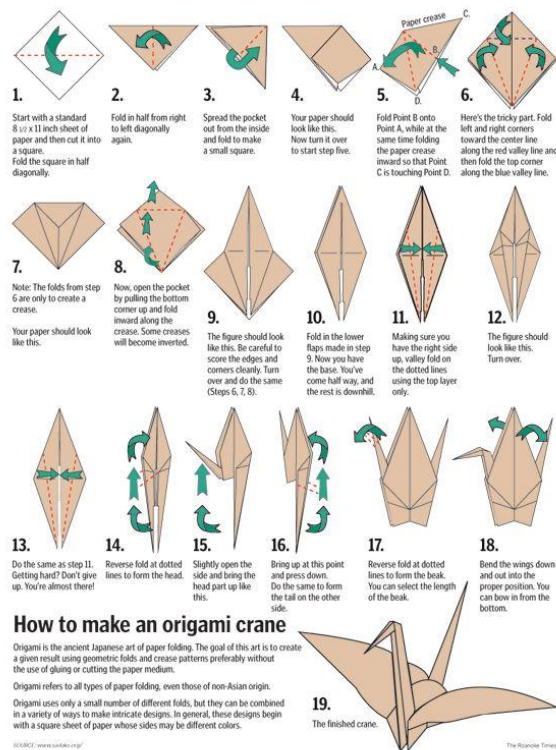 1.
Start with a standard
8 1/2 x 11 inch sheet of
paper and then cut it into
a square.
Fold the square in half
diagonally.
2.
Fold in half from right
to left diagonally
again.
3.
Spread the pocket
out from the inside
and fold to make
a small square.
4.
Your paper should
look like this.
Now turn it over
to start step five.
Paper crease
C.
B.
A.
D.
5.
Fold Point B onto
Point A, while at the
same time folding
the paper crease
inward so that Point
C is touching Point D.
6.
Here's the tricky part. Fold
left and right corners
toward the center line
along the red valley line and
then fold the top corner
along the blue valley line.
7.
Note: The folds from step
6 are only to create a
crease.
Your paper should look
like this.
8.
Now, open the pocket
by pulling the bottom
corner up and fold
inward along the
crease. Some creases
will become inverted.
9.
The figure should look
like this. Be careful to
score the edges and
corners cleanly. Turn
over and do the same
(Steps 6, 7, 8).
10.
Fold in the lower
flaps made in step
9. Now you have
the base. You've
come half way, and
the rest is downhill.
11.
Making sure you
have the right side
up, valley fold on
the dotted lines
using the top layer
only.
12.
The figure should
look like this.
Turn over.
13.
Do the same as step 11.
Getting hard? Don't give
up. You're almost there!
14.
Reverse fold at dotted
lines to form the head.
15.
Slightly open the
side and bring the
head part up like
this.
16.
Bring up at this point
and press down.
Do the same to form
the tail on the other
side.
17.
Reverse fold at dotted
lines to form the beak.
You can select the length
of the beak.
18.
Bend the wings down
and out into the
proper position. You
can bow in from the
bottom.
How to make an origami crane
Origami is the ancient Japanese art of paper folding. The goal of this art is to create
a given result using geometric folds and crease patterns preferably without
the use of gluing or cutting the paper medium.
Origami refers to all types of paper folding, even those of non-Asian origin.
Origami uses only a small number of different folds, but they can be combined
in a variety of ways to make intricate designs. In general, these designs begin
with a square sheet of paper whose sides may be different colors.
19.
The finished crane.
SOURCE: www.sadako.org/
The Roanoke Times